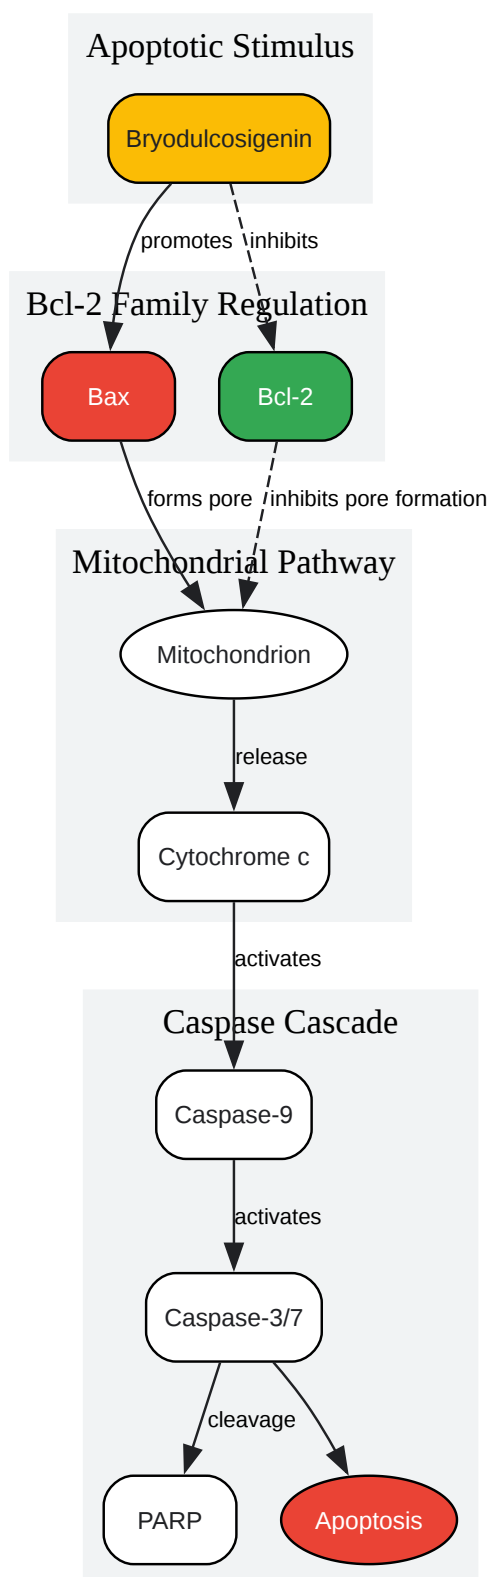 Apoptotic Stimulus
Bryodulcosigenin
promotes
inhibits
Bcl-2 Family Regulation
Bax
Bcl-2
forms pore
inhibits pore formation
Mitochondrial Pathway
Mitochondrion
release
Cytochrome c
activates
Caspase Cascade
Caspase-9
activates
Caspase-3/7
cleavage
PARP
Apoptosis